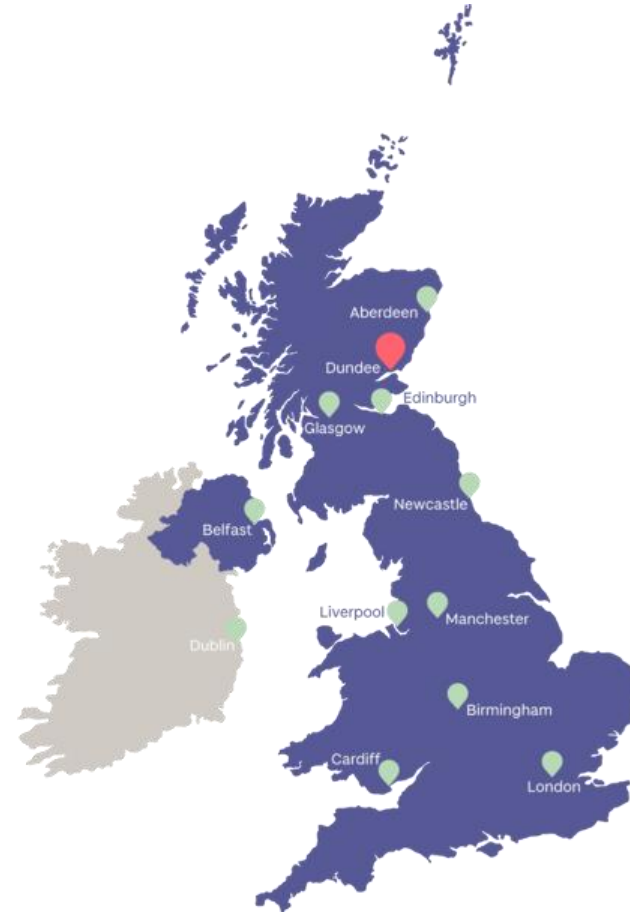 Aberdeen
Dundee
Edinburgh
Glasgow
Newcastle
Belfast
Liverpool
Manchester
Dublin
Birmingham
Cardiff
London